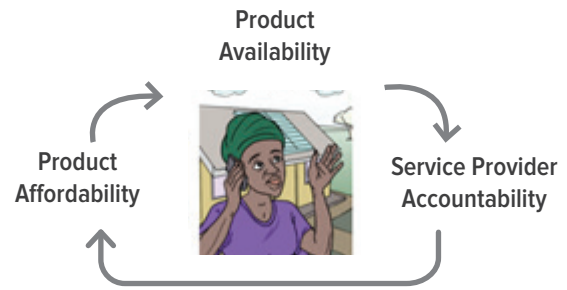 Product
Availability
Product
Affordability
Service Provider
Accountability